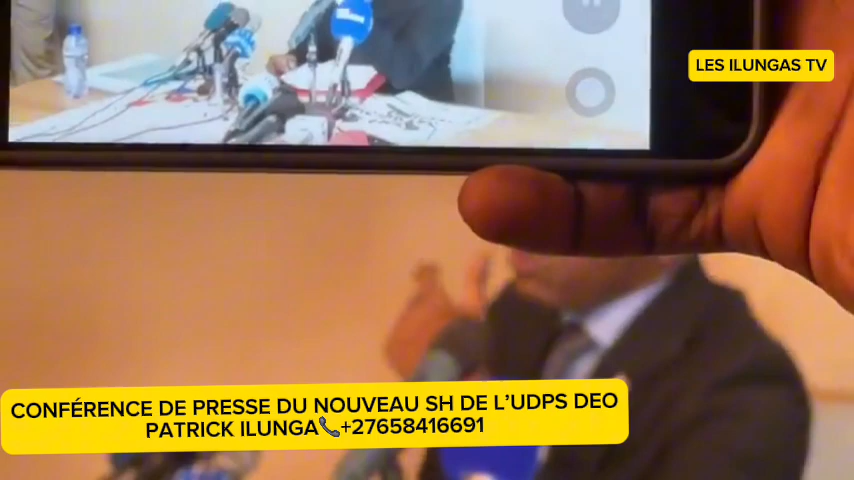 LES ILUNGAS TV
CONFÉRENCE DE PRESSE DU NOUVEAU SH DE L’UDPS DEO
PATRICK ILUNGA📞+27658416691